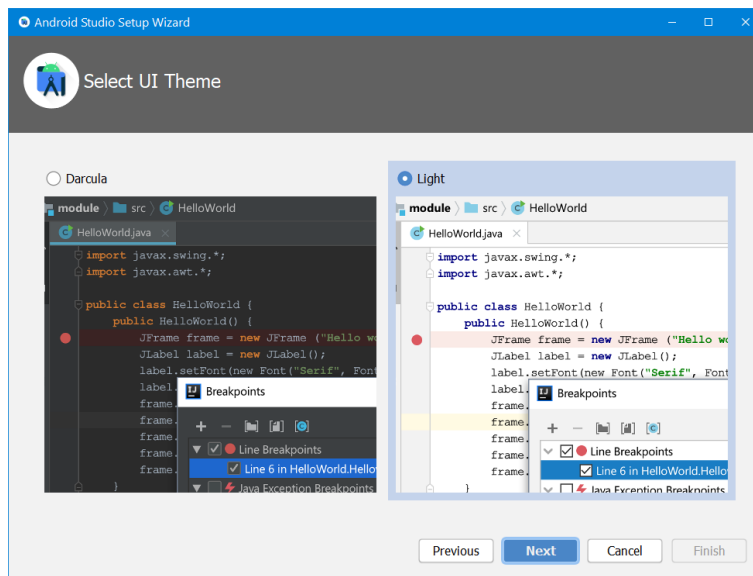 Android Studio Setup Wizard
Select UI Theme
Darcula
module src HelloWorld
HelloWorld.java
import javax.swing.*;
import javax.awt.*;
public class HelloWorld {
public HelloWorld() {
JFrame frame = new JFrame ("Hello wo
JLabel label = new JLabel();
label.setFont(new Font("Serif", Font
label.
frame.
frame.
frame.
frame.
frame.
}
Breakpoints
Line Breakpoints
Line 6 in HelloWorld.Hello
Java Exception Breakpoints
Light
module src HelloWorld
HelloWorld.java
import javax.swing.*;
import javax.awt.*;
public class HelloWorld {
public HelloWorld() {
JFrame frame = new JFrame ("Hello wo
JLabel label = new JLabel();
label.setFont(new Font("Serif", Font
label.
frame.
frame.
frame.
frame.
frame.
}
Breakpoints
Line Breakpoints
Line 6 in HelloWorld.Hello
Java Exception Breakpoints
Previous Next Cancel Finish